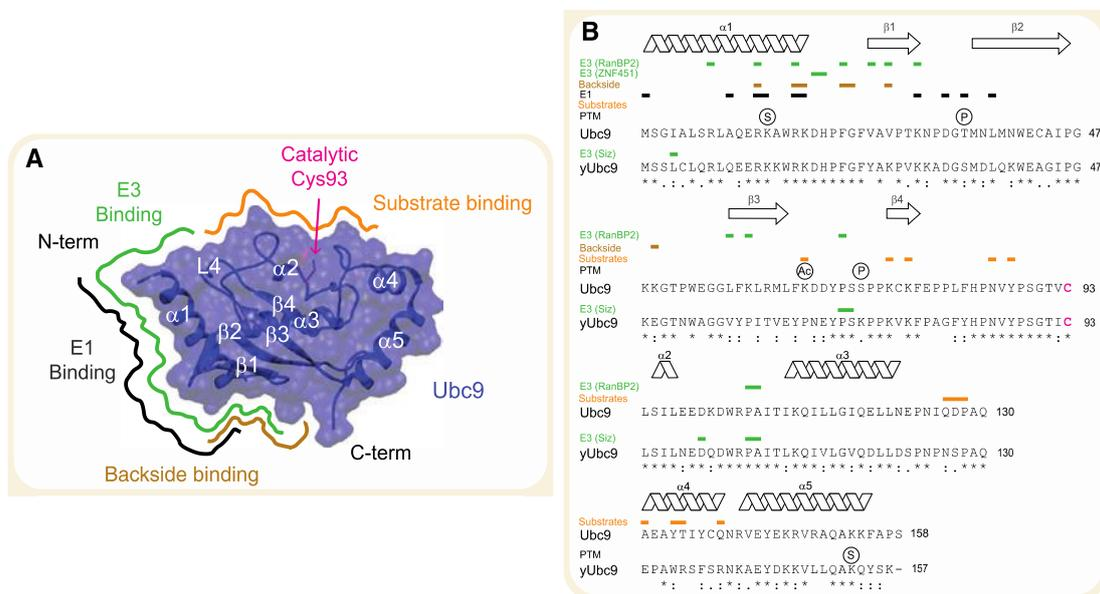 A
Catalytic
Cys93
E3
Binding
Substrate binding
N-term
L4
α2
α4
α1
β4
α3
β2
β3
α5
β1
E1
Binding
Ubc9
C-term
Backside binding
B
α1 β1 β2
E3 (RanBP2)
E3 (ZNF451)
Backside
E1
Substrates
PTM S P
Ubc9 MSGIALSRLAQERKAWRKDHPFGFVAVPTKNPDGTMNLMNWECAIPG 47
E3 (Siz)
yUbc9 MSSLCLQRLQEERKKWRKDHPFGFYAKPVKKADGSMDLQKWEAGIPG 47
**.:.*.** :*** ********* * *.*: **:*:* :**..***
β3 β4
E3 (RanBP2)
Backside
Substrates
PTM Ac P
Ubc9 KKGTPWEGGLFKLRMLFKDDYPSSPPKCKFEPPLFHPNVYPSGTVC 93
E3 (Siz)
yUbc9 KEGTNWAGGVYPITVEYPNEYPSKPPKVKFPAGFYHPNVYPSGTIC 93
*:** * **:: : : : ::***.*** ** . ::*********:*
α2 α3
E3 (RanBP2)
Substrates
Ubc9 LSILEEDKDWRPAITIKQILLGIQELLNEPNIQDPAQ 130
E3 (Siz)
yUbc9 LSILNEDQDWRPAITLKQIVLGVQDLLDSPNPNSPAQ 130
****:**:*******:***:**:*:**:.** :.***
α4 α5
Substrates
Ubc9 AEAYTIYCQNRVEYEKRVRAQAKKFAPS 158
PTM S
yUbc9 EPAWRSFSRNKAEYDKKVLLQAKQYSK- 157
*: :.:*:.**:*:* ***:::